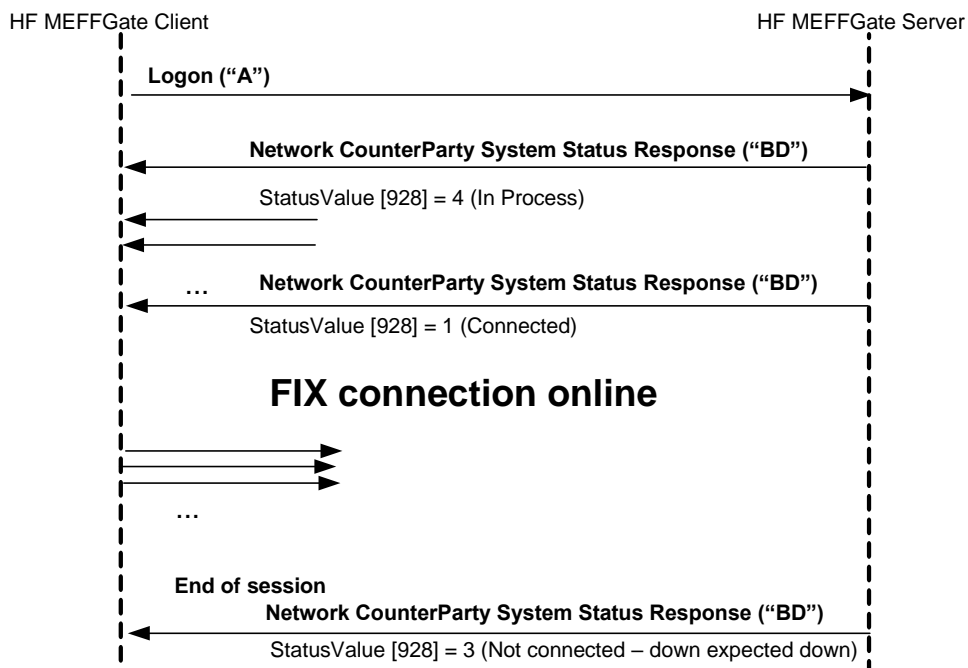 HF MEFFGate Client
HF MEFFGate Server
Logon (“A”)
Network CounterParty System Status Response (“BD”)
StatusValue [928] = 4 (In Process)
...
Network CounterParty System Status Response (“BD”)
StatusValue [928] = 1 (Connected)
FIX connection online
...
End of session
Network CounterParty System Status Response (“BD”)
StatusValue [928] = 3 (Not connected – down expected down)